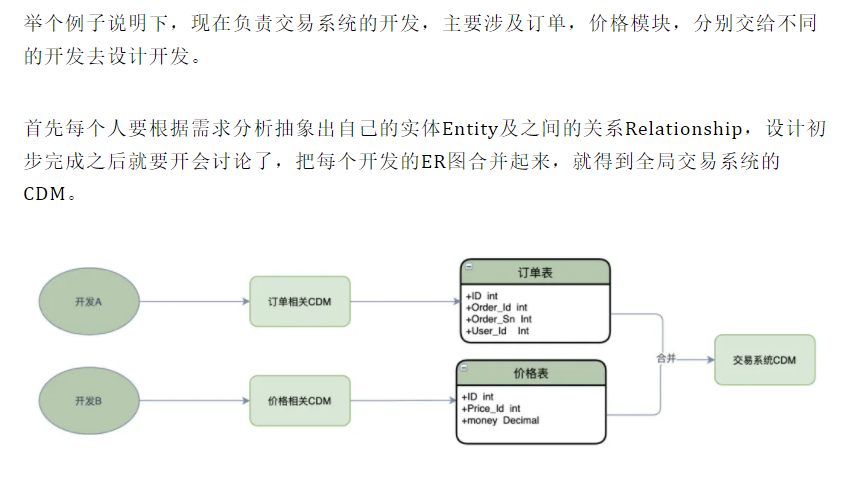 举个例子说明下，现在负责交易系统的开发，主要涉及订单，价格模块，分别交给不同
的开发去设计开发。
首先每个人要根据需求分析抽象出自己的实体Entity及之间的关系Relationship，设计初
步完成之后就要开会讨论了，把每个开发的ER图合并起来，就得到全局交易系统的
CDM。
开发A
订单相关CDM
订单表
+ID int
+Order_Id int
+Order_Sn Int
+User_Id Int
合并
交易系统CDM
开发B
价格相关CDM
价格表
+ID int
+Price_Id int
+money Decimal